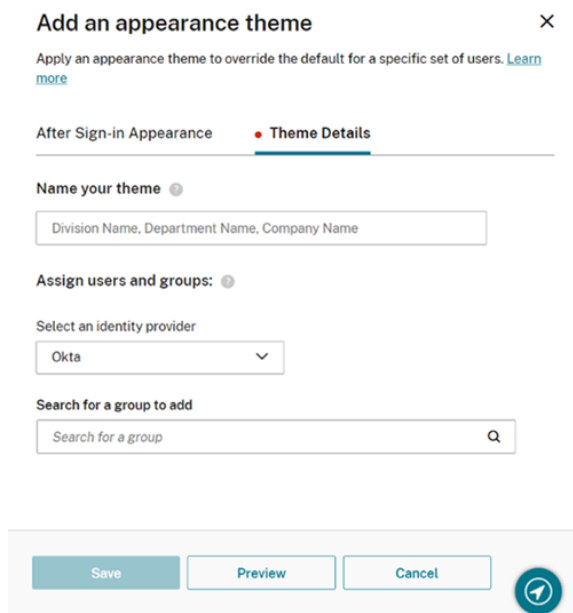 Add an appearance theme
Apply an appearance theme to override the default for a specific set of users. Learn
more
After Sign-in Appearance
Theme Details
Name your theme ?
Division Name, Department Name, Company Name
Assign users and groups: ?
Select an identity provider
Okta
Search for a group to add
Search for a group
Save
Preview
Cancel